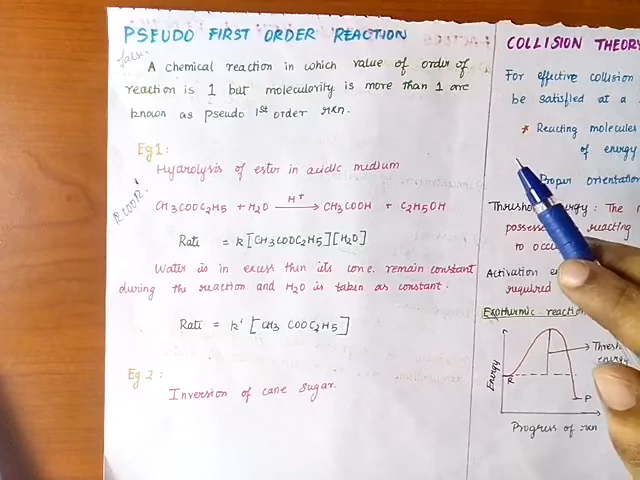 PSEUDO FIRST ORDER REACTION
false
A chemical reaction in which value of order of
reaction is 1 but molecularity is more than 1 are
known as pseudo 1st order rxn.
Eg1:
Hydrolysis of ester in acidic medium
R COO R'
CH3COOC2H5 + H2O →(H+) CH3COOH + C2H5OH
Rate = k[CH3COOC2H5][H2O]
Water is in excess then its conc. remain constant
during the reaction and H2O is taken as constant.
Rate = k' [CH3 COOC2H5]
Eg 2:
Inversion of cane sugar.
COLLISION THEORY
For effective collision
be satisfied at a
* Reacting molecules
of energy
Proper orientation
Threshold energy: The
possessed reacting
to occu
Activation en
required
Exothermic reaction
Energy
R
Thresh
energy
P
Progress of rxn